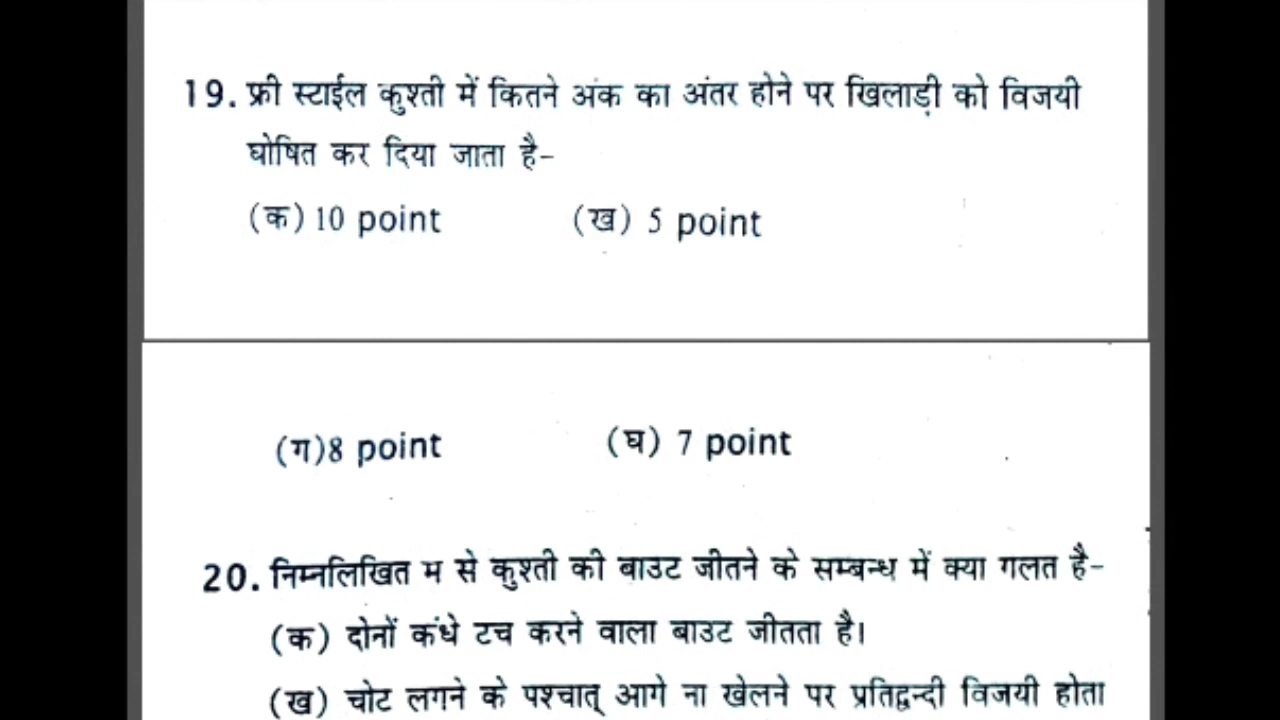 19. फ्री स्टाईल कुश्ती में कितने अंक का अंतर होने पर खिलाड़ी को विजयी
घोषित कर दिया जाता है-
(क) 10 point (ख) 5 point
(ग)8 point (घ) 7 point
20. निम्नलिखित म से कुश्ती की बाउट जीतने के सम्बन्ध में क्या गलत है-
(क) दोनों कंधे टच करने वाला बाउट जीतता है।
(ख) चोट लगने के पश्चात् आगे ना खेलने पर प्रतिद्वन्दी विजयी होता